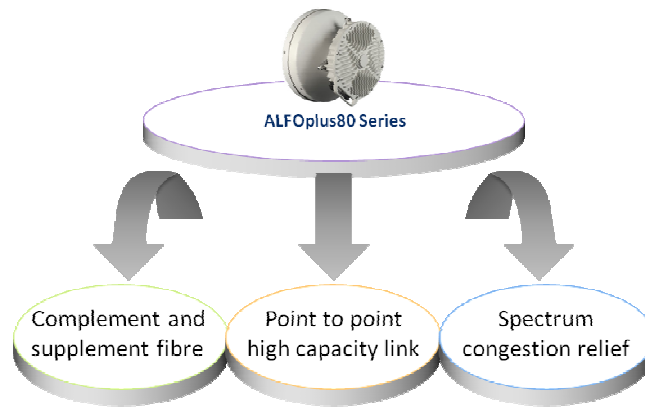 ALFOplus80 Series
Complement and
supplement fibre
Point to point
high capacity link
Spectrum
congestion relief